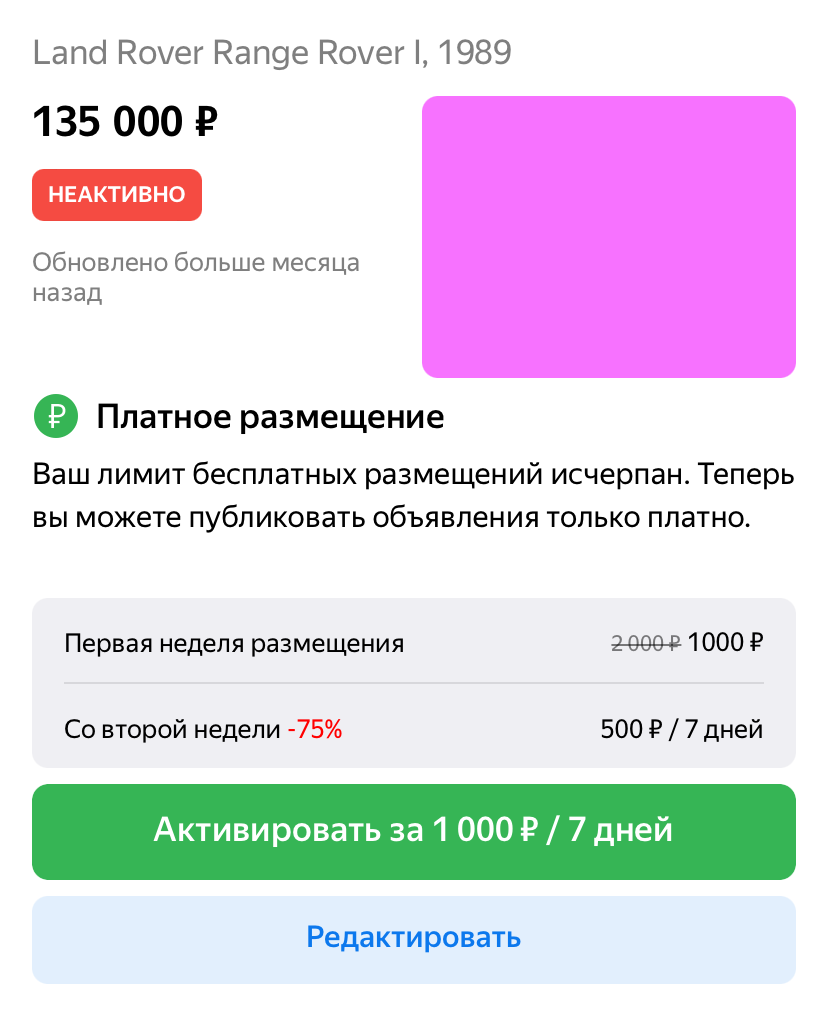 Land Rover Range Rover I, 1989
135 000 ₽
НЕАКТИВНО
Обновлено больше месяца
назад
₽ Платное размещение
Ваш лимит бесплатных размещений исчерпан. Теперь
вы можете публиковать объявления только платно.
Первая неделя размещения 2 000 ₽ 1000 ₽
Со второй недели -75% 500 ₽ / 7 дней
Активировать за 1 000 ₽ / 7 дней
Редактировать